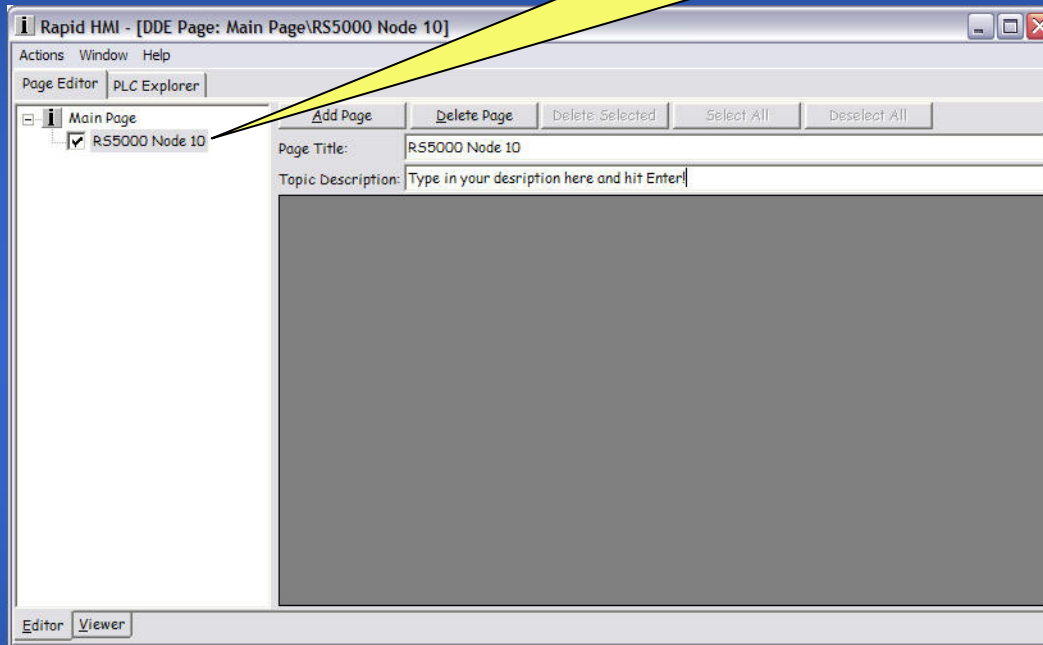 Rapid HMI - [DDE Page: Main Page\RS5000 Node 10]
Actions Window Help
Page Editor PLC Explorer
Main Page
RS5000 Node 10
Add Page Delete Page Delete Selected Select All Deselect All
Page Title: RS5000 Node 10
Topic Description: Type in your desription here and hit Enter!
Editor Viewer